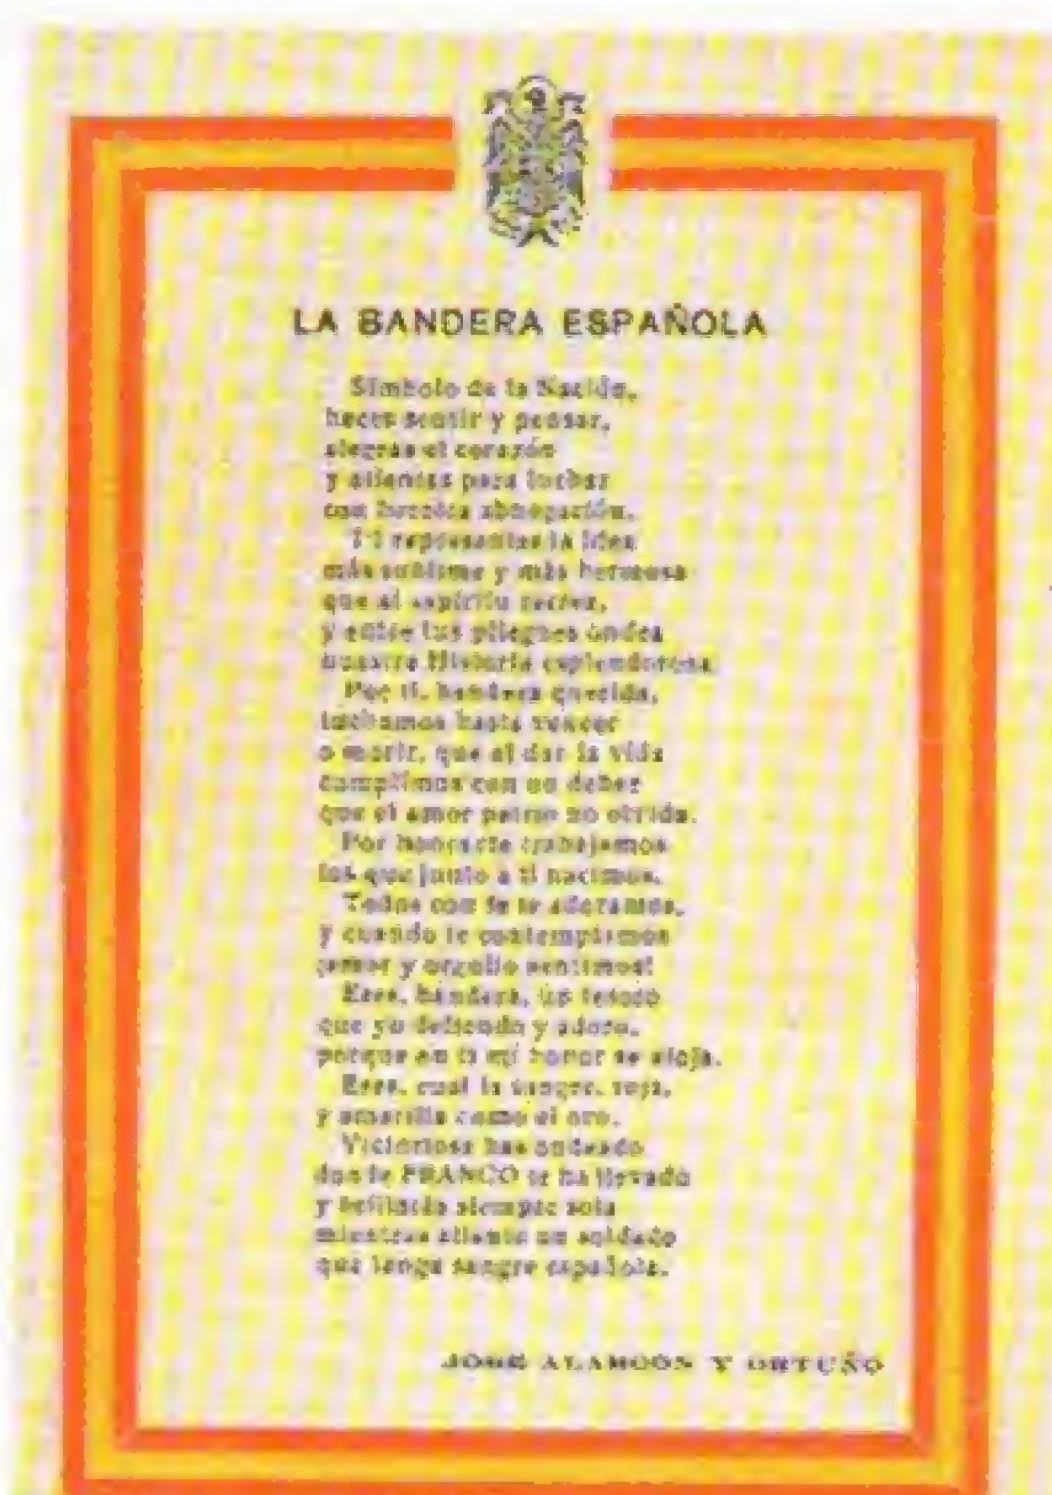 LA BANDERA ESPAÑOLA
Símbolo de la Nación,
haces sentir y pensar,
alegras el corazón
y alientas para luchar
con heroica abnegación.
Tú representas la idea
más sublime y más hermosa
que al espíritu recrea,
y entre tus pliegues ondea
nuestra Historia esplendorosa
Por ti, bandera querida,
luchamos hasta vencer
o morir, que al dar la vida
cumplimos con un deber
que el amor patrio no olvida.
Por honrarte trabajamos
los que junto a ti nacimos.
Todos con fe te adoramos,
y cuando te contemplamos
¡amor y orgullo sentimos!
Eres, bandera, un tesoro
que yo defiendo y adoro,
porque en ti mi honor se aloja.
Eres, cual la sangre, roja,
y amarilla como el oro.
Victoriosa has ondeado
donde FRANCO te ha llevado
y brillarás siempre sola
mientras aliente un soldado
que tenga sangre española.
JOSE ALARCON Y ORTUÑO